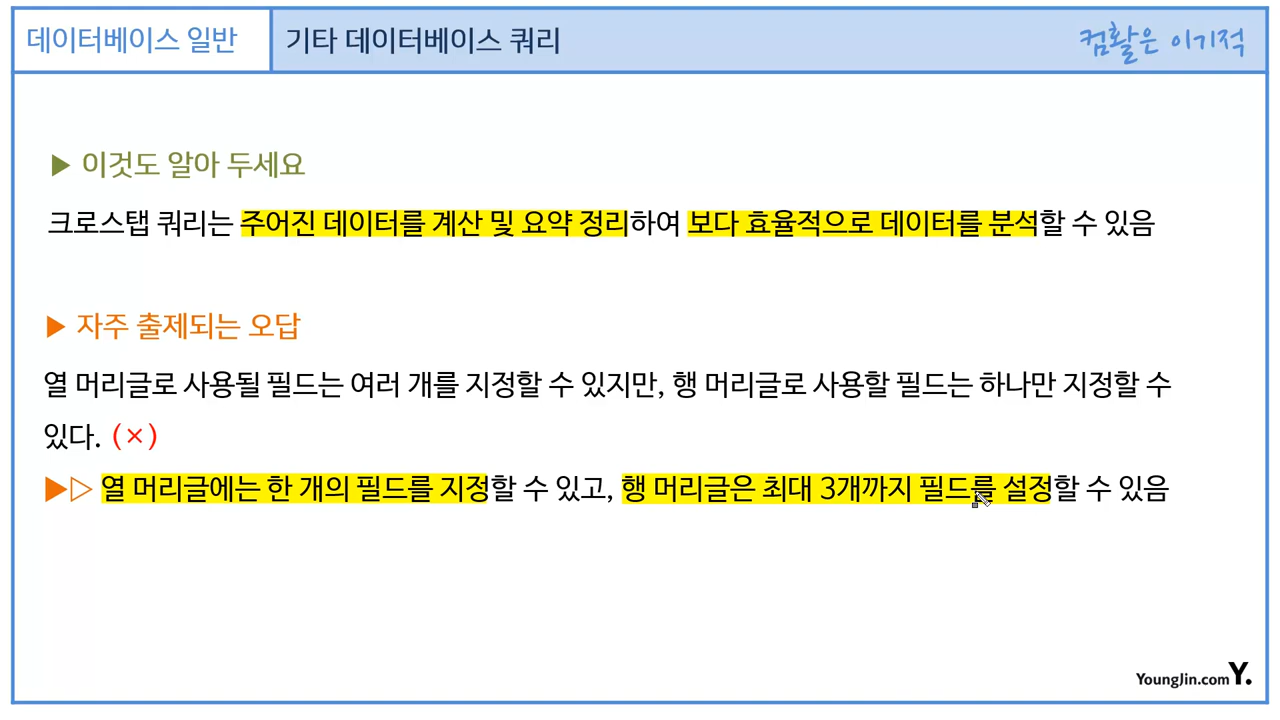 데이터베이스 일반
기타 데이터베이스 쿼리
컴활은 이기적
▶ 이것도 알아 두세요
크로스탭 쿼리는 주어진 데이터를 계산 및 요약 정리하여 보다 효율적으로 데이터를 분석할 수 있음
▶ 자주 출제되는 오답
열 머리글로 사용될 필드는 여러 개를 지정할 수 있지만, 행 머리글로 사용할 필드는 하나만 지정할 수
있다. (×)
▶▷ 열 머리글에는 한 개의 필드를 지정할 수 있고, 행 머리글은 최대 3개까지 필드를 설정할 수 있음
YoungJin.com Y.